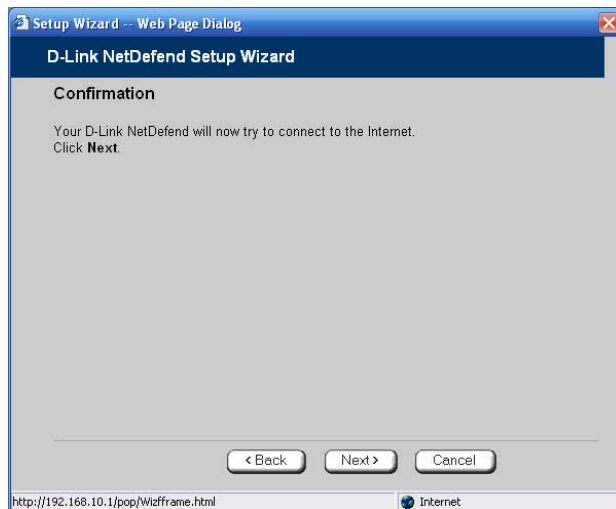 Setup Wizard -- Web Page Dialog
D-Link NetDefend Setup Wizard
Confirmation
Your D-Link NetDefend will now try to connect to the Internet.
Click Next.
< Back Next > Cancel
http://192.168.10.1/pop/Wizfframe.html Internet